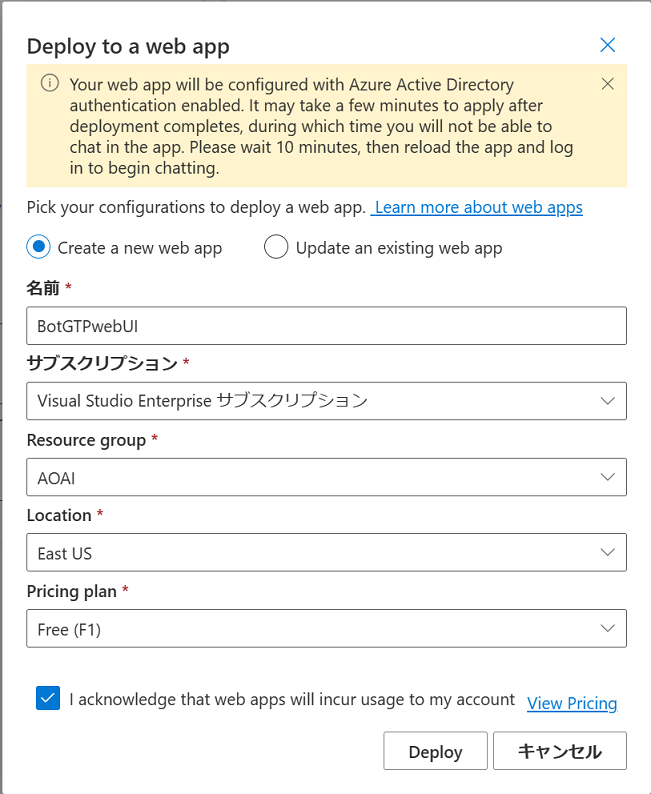 Deploy to a web app
Your web app will be configured with Azure Active Directory
authentication enabled. It may take a few minutes to apply after
deployment completes, during which time you will not be able to
chat in the app. Please wait 10 minutes, then reload the app and log
in to begin chatting.
Pick your configurations to deploy a web app. Learn more about web apps
Create a new web app Update an existing web app
名前 *
BotGTPwebUI
サブスクリプション *
Visual Studio Enterprise サブスクリプション
Resource group *
AOAI
Location *
East US
Pricing plan *
Free (F1)
I acknowledge that web apps will incur usage to my account View Pricing
Deploy キャンセル